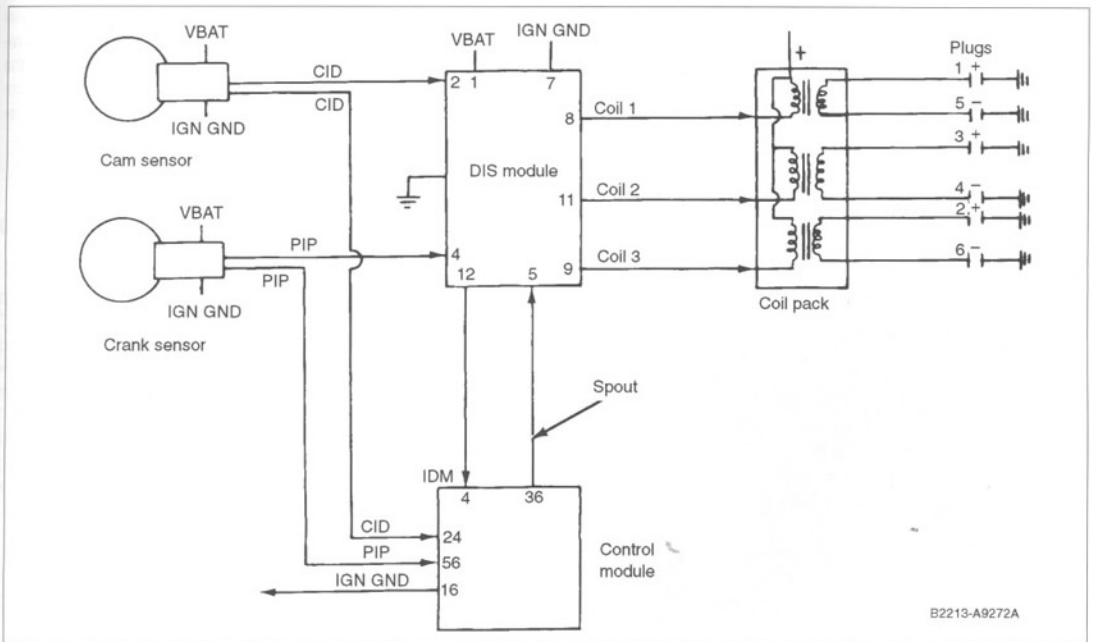 VBAT
CID
CID
IGN GND
Cam sensor
VBAT
PIP
PIP
IGN GND
Crank sensor
VBAT
IGN GND
2 1 7
8
DIS module
11
4
12 5 9
Coil 1
Coil 2
Coil 3
+
Coil pack
Plugs
1 +
5 -
3 +
4 -
2 +
6 -
Spout
IDM
4 36
CID
24
PIP
56
IGN GND
16
Control
module
B2213-A9272A